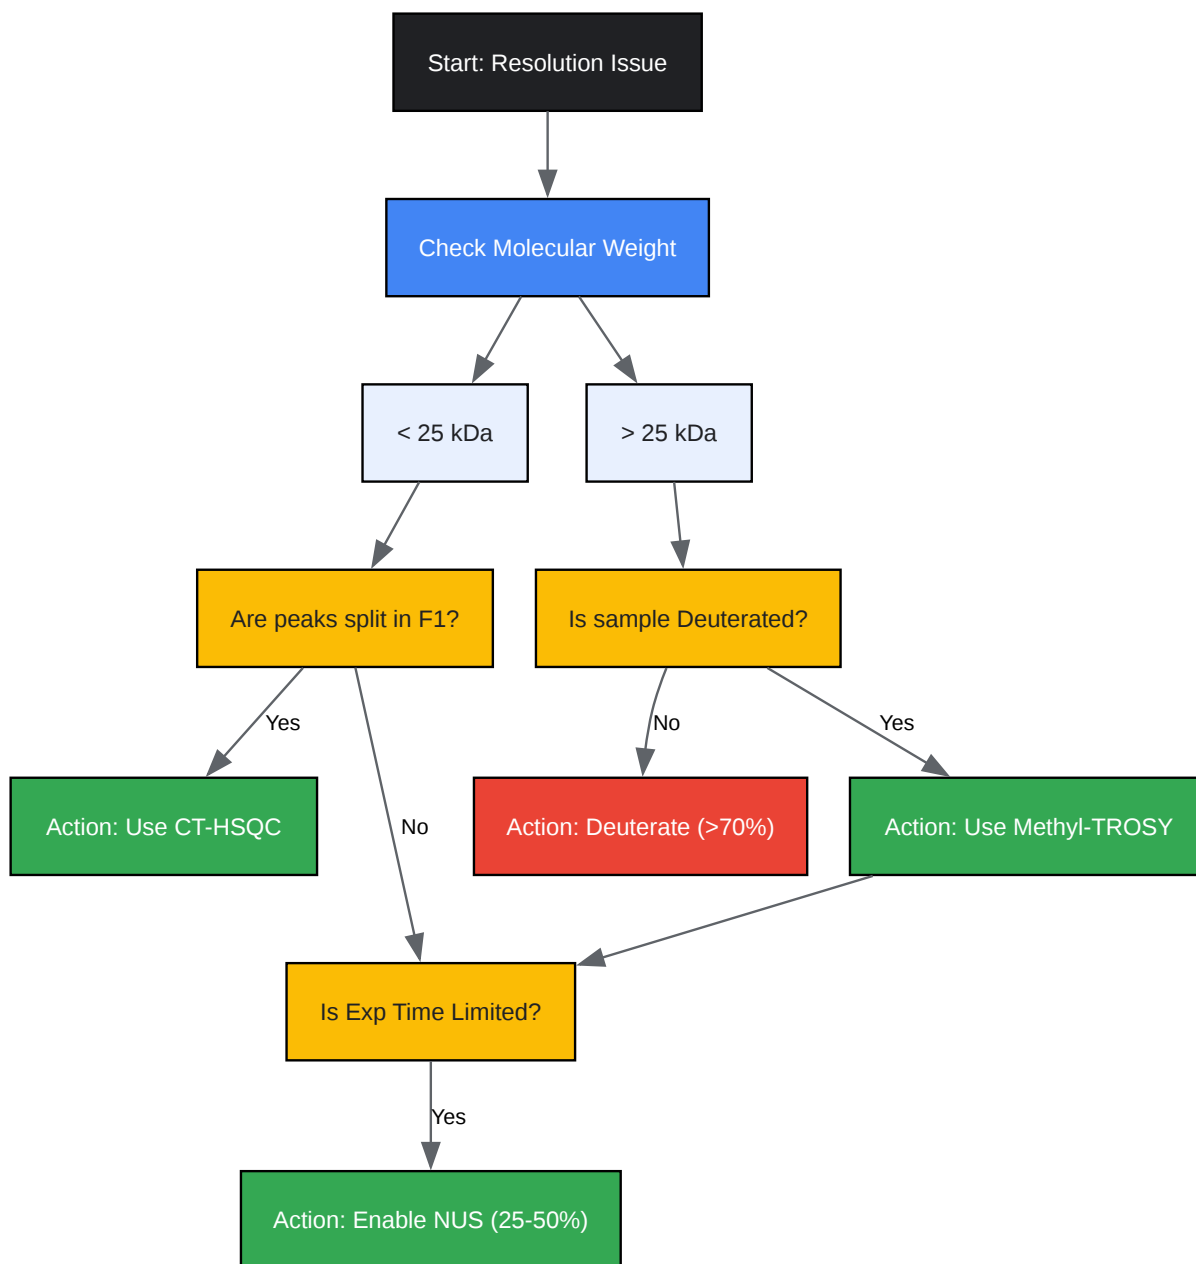 Start: Resolution Issue
Check Molecular Weight
< 25 kDa
> 25 kDa
Are peaks split in F1?
Is sample Deuterated?
Yes
No
Yes
Action: Use CT-HSQC
No
Action: Deuterate (>70%)
Action: Use Methyl-TROSY
Is Exp Time Limited?
Yes
Action: Enable NUS (25-50%)